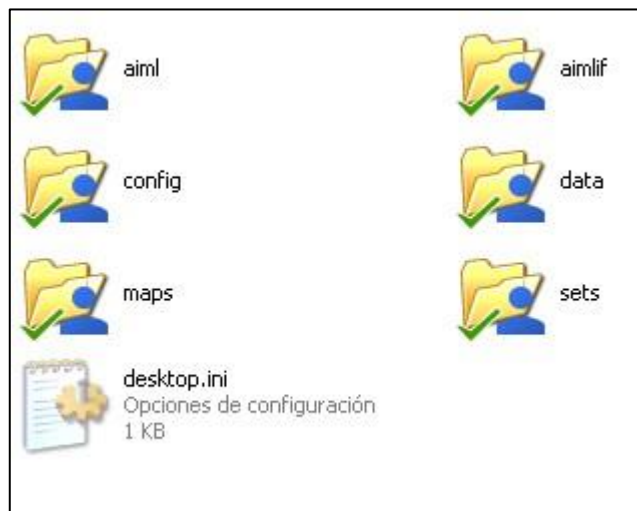 aiml
aimlif
config
data
maps
sets
desktop.ini
Opciones de configuración
1 KB